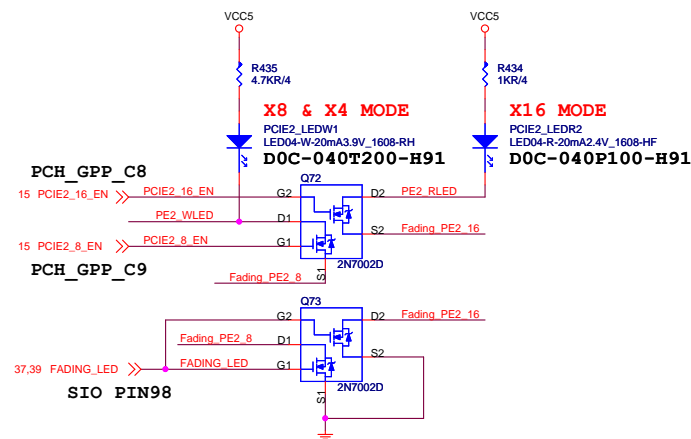 VCC5
VCC5
R435
4.7KR/4
R434
1KR/4
X8 & X4 MODE
X16 MODE
PCIE2_LEDW1
LED04-W-20mA3.9V_1608-RH
D0C-040T200-H91
PCIE2_LEDR2
LED04-R-20mA2.4V_1608-HF
D0C-040P100-H91
PCH_GPP_C8
Q72
15 PCIE2_16_EN
PCIE2_16_EN
G2
D2
PE2_RLED
PE2_WLED
D1
S2
Fading_PE2_16
15 PCIE2_8_EN
PCIE2_8_EN
G1
PCH_GPP_C9
S1
2N7002D
Fading_PE2_8
Q73
G2
D2
Fading_PE2_16
Fading_PE2_8
D1
S2
37,39 FADING_LED
FADING_LED
G1
SIO PIN98
S1
2N7002D